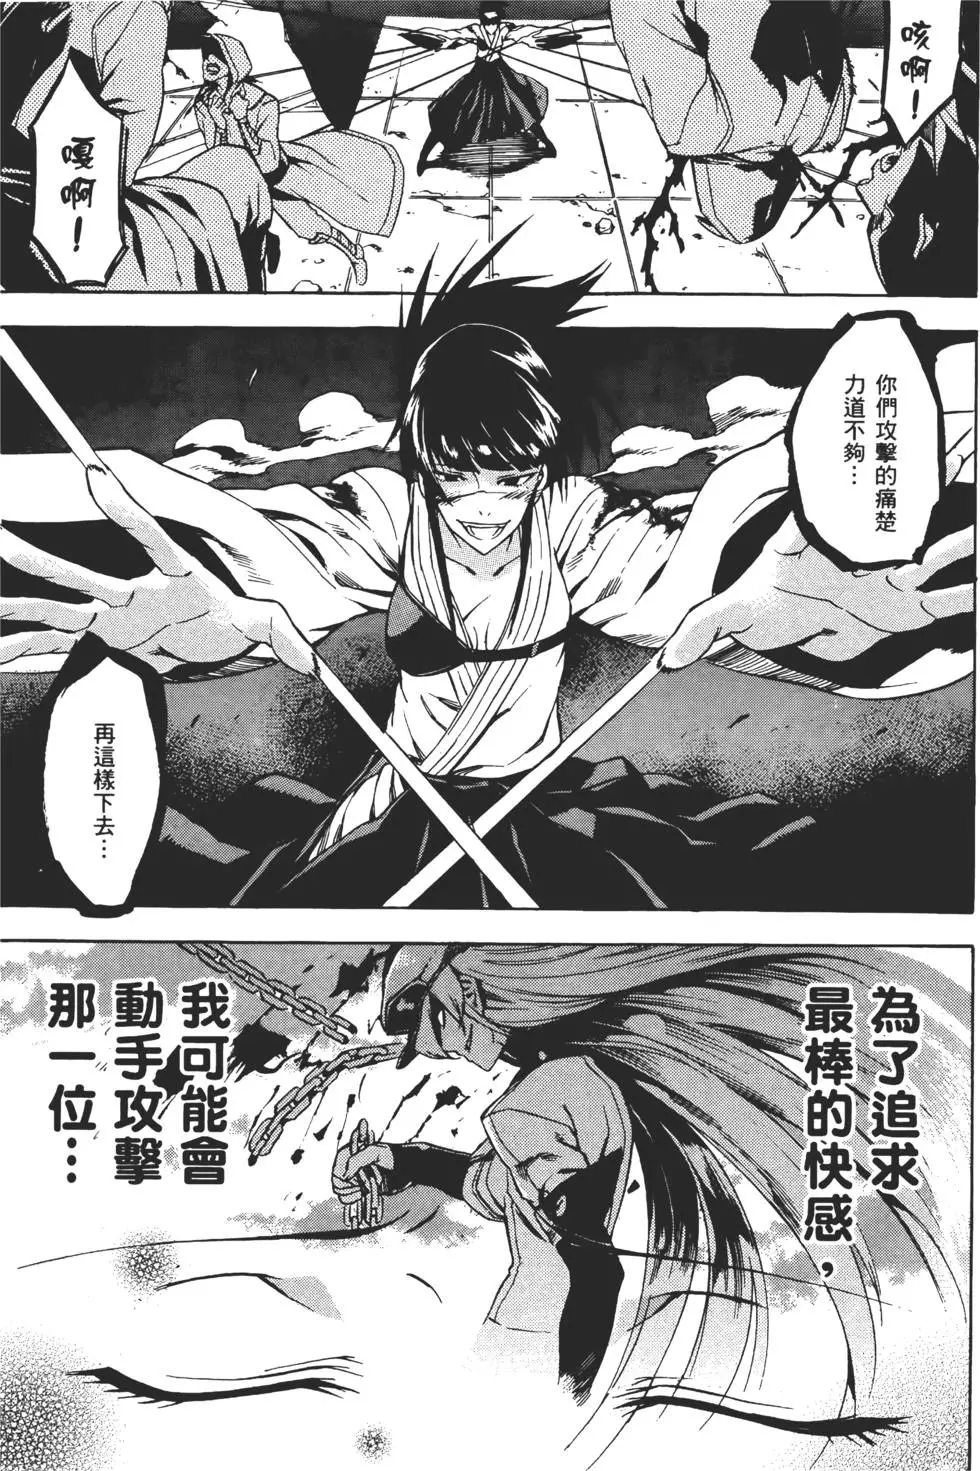 咳啊！
嘎啊！
你們攻擊的痛楚
力道不夠…
再這樣下去…
為了追求
最棒的快感，
我可能會
動手攻擊
那一位…